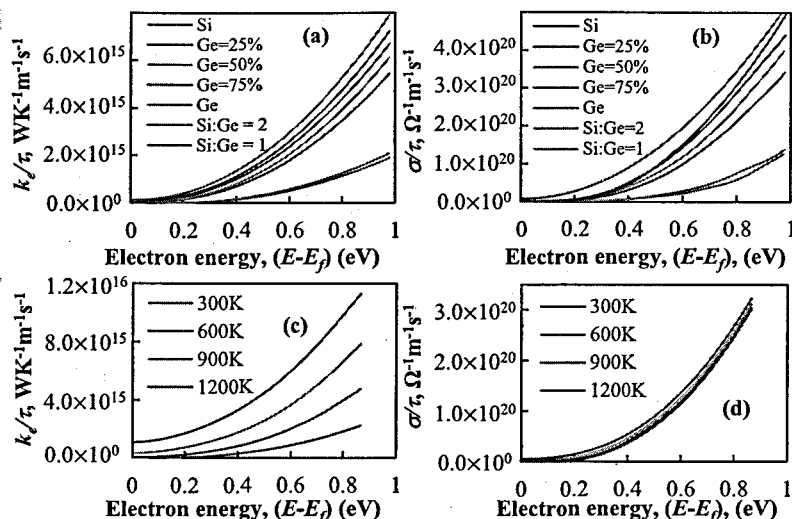 (a)
Si
Ge=25%
Ge=50%
Ge=75%
Ge
Si:Ge = 2
Si:Ge = 1
kₑ/τ, WK⁻¹m⁻¹s⁻¹
6.0×10¹⁵
4.0×10¹⁵
2.0×10¹⁵
0.0×10⁰
0 0.2 0.4 0.6 0.8 1
Electron energy, (E-E_f) (eV)
(b)
Si
Ge=25%
Ge=50%
Ge=75%
Ge
Si:Ge=2
Si:Ge=1
σ/τ, Ω⁻¹m⁻¹s⁻¹
4.0×10²⁰
3.0×10²⁰
2.0×10²⁰
1.0×10²⁰
0.0×10⁰
0 0.2 0.4 0.6 0.8 1
Electron energy, (E-E_f), (eV)
(c)
300K
600K
900K
1200K
kₑ/τ, WK⁻¹m⁻¹s⁻¹
1.2×10¹⁶
8.0×10¹⁵
4.0×10¹⁵
0.0×10⁰
0 0.2 0.4 0.6 0.8 1
Electron energy, (E-E_f) (eV)
(d)
300K
600K
900K
1200K
σ/τ, Ω⁻¹m⁻¹s⁻¹
3.0×10²⁰
2.0×10²⁰
1.0×10²⁰
0.0×10⁰
0 0.2 0.4 0.6 0.8 1
Electron energy, (E-E_f), (eV)